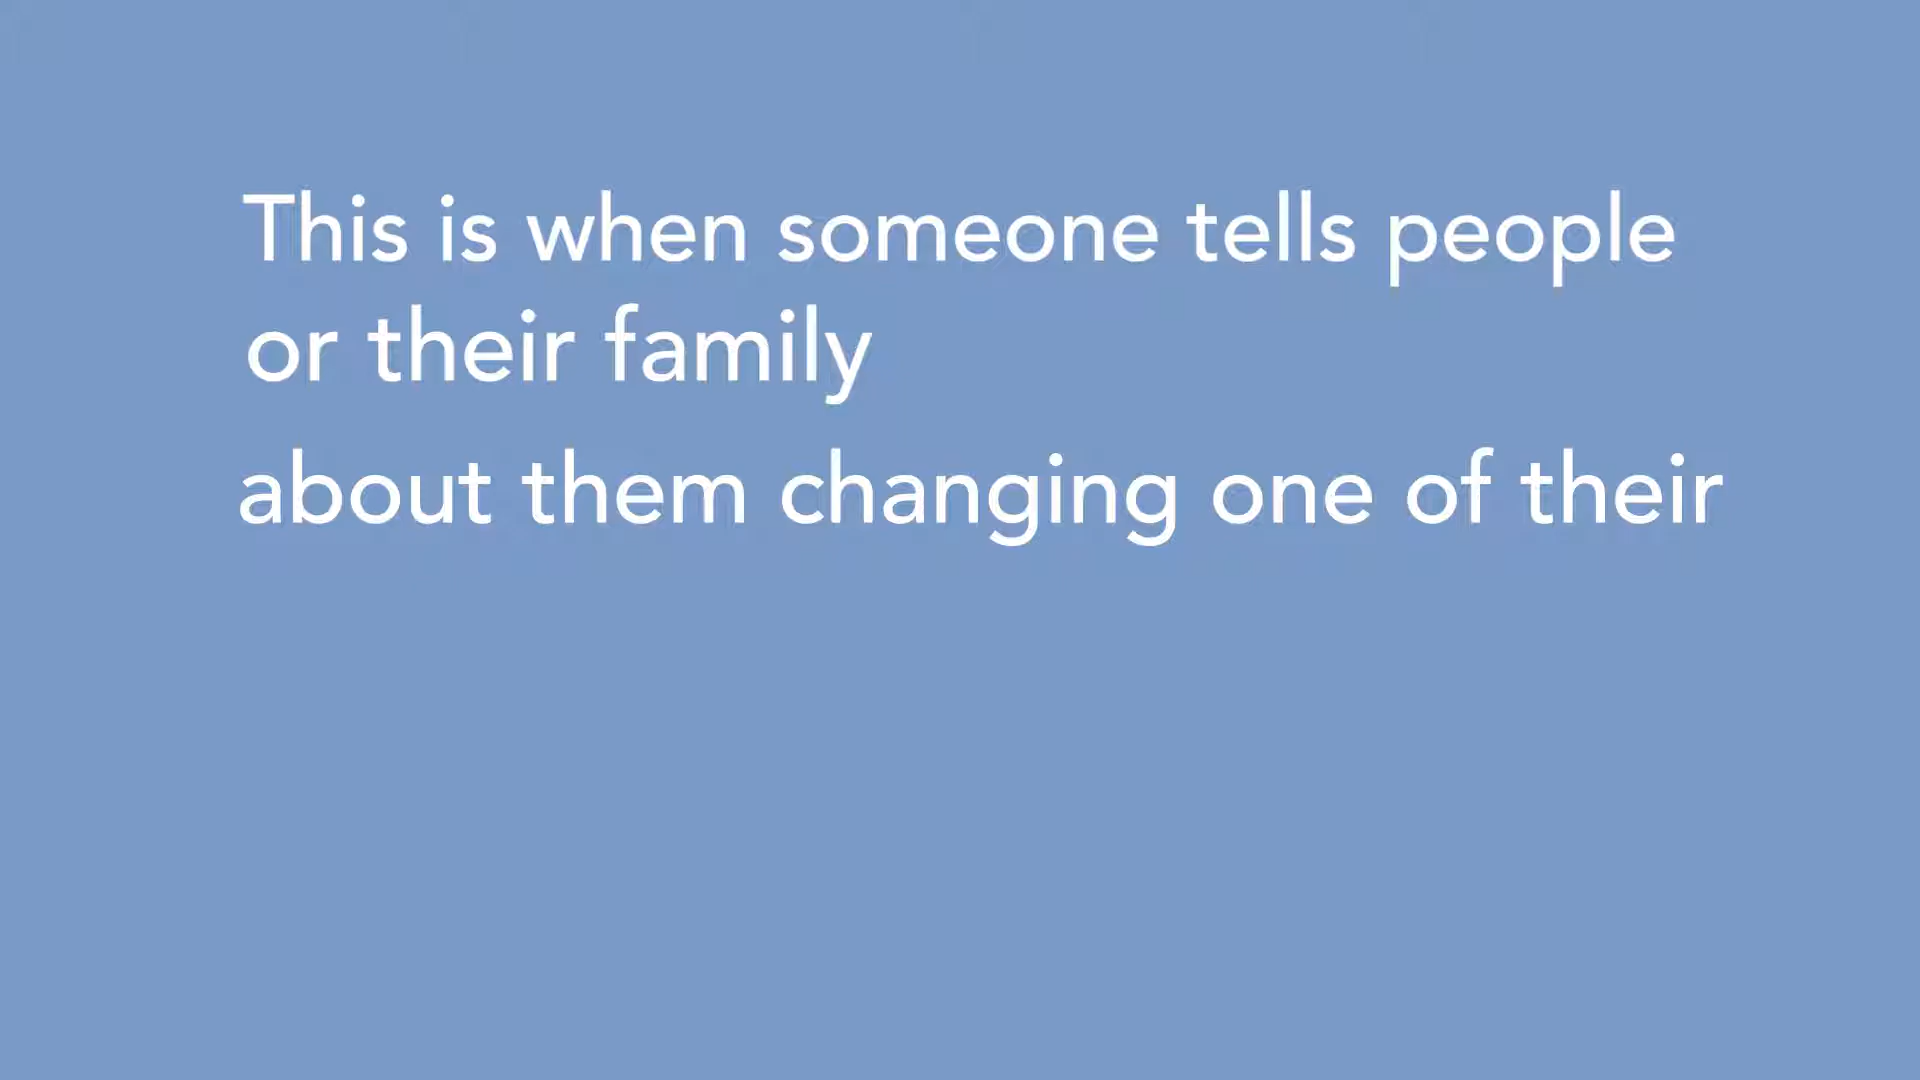 This is when someone tells people
or their family
about them changing one of their